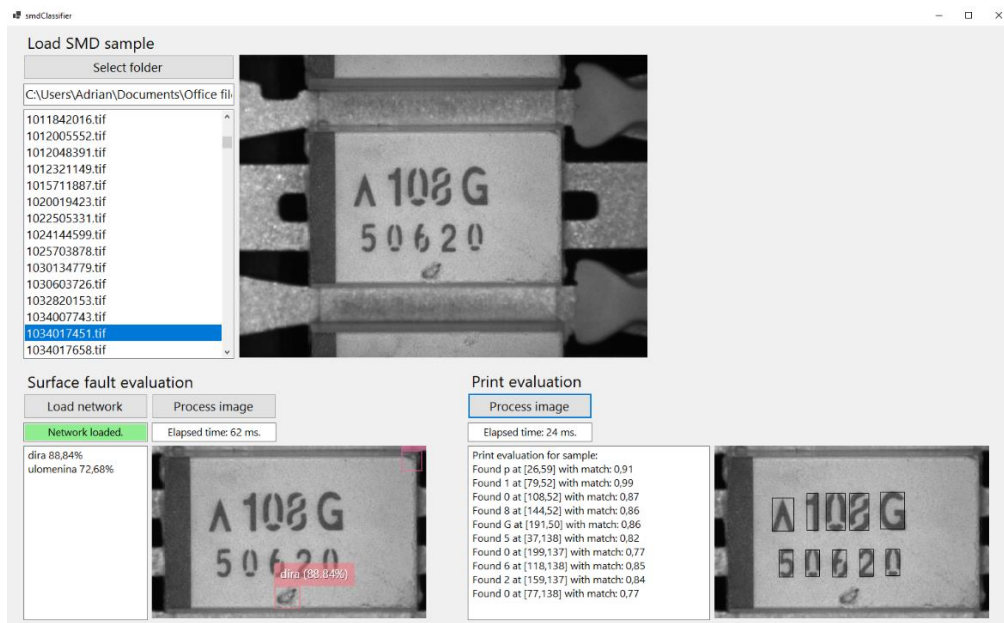 smdClassifier
Load SMD sample
Select folder
C:\Users\Adrian\Documents\Office fil
1011842016.tif
1012005552.tif
1012048391.tif
1012321149.tif
1015711887.tif
1020019423.tif
1022505331.tif
1024144599.tif
1025703878.tif
1030134779.tif
1030603726.tif
1032820153.tif
1034007743.tif
1034017451.tif
1034017658.tif
Λ 108 G
50620
Surface fault evaluation
Load network
Process image
Network loaded.
Elapsed time: 62 ms.
dira 88,84%
ulomenina 72,68%
Λ 108 G
50620
dira (88.84%)
Print evaluation
Process image
Elapsed time: 24 ms.
Print evaluation for sample:
Found p at [26,59] with match: 0,91
Found 1 at [79,52] with match: 0,99
Found 0 at [108,52] with match: 0,87
Found 8 at [144,52] with match: 0,86
Found G at [191,50] with match: 0,86
Found 5 at [37,138] with match: 0,82
Found 0 at [199,137] with match: 0,77
Found 6 at [118,138] with match: 0,85
Found 2 at [159,137] with match: 0,84
Found 0 at [77,138] with match: 0,77
Λ 108 G
50620